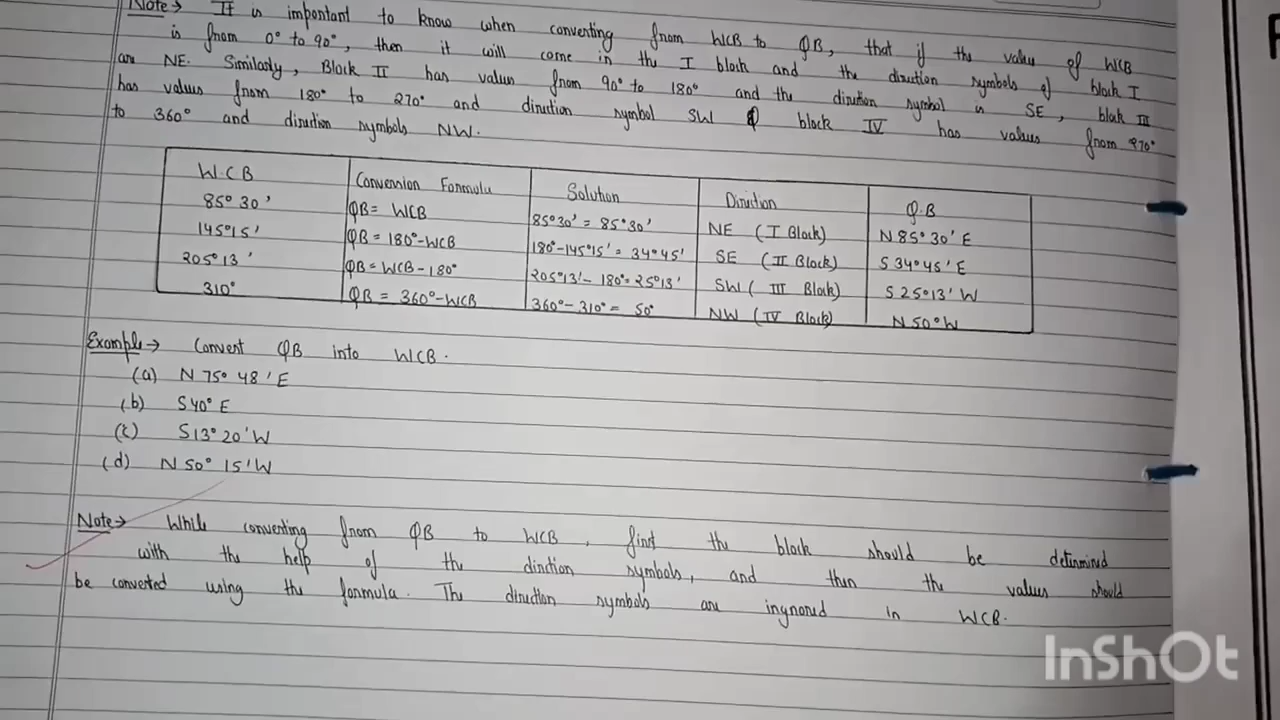 Note → It is important to know when converting from WCB to QB, that if the value of WCB
is from 0° to 90°, then it will come in the I block and the direction symbols of block I
are NE. Similarly, Block II has values from 90° to 180° and the direction symbol is SE, block III
has values from 180° to 270° and direction symbol SW & block IV has values from 270°
to 360° and direction symbols NW.
W.C.B Conversion Formula Solution Direction Q.B
85° 30' QB = WCB 85°30' = 85°30' NE (I Block) N 85° 30' E
145°15' QB = 180°-WCB 180°-145°15' = 34°45' SE (II Block) S 34°45' E
205°13' QB = WCB-180° 205°13' - 180° = 25°13' SW (III Block) S 25°13' W
310° QB = 360°-WCB 360°-310° = 50° NW (IV Block) N 50° W
Example → Convert QB into WCB.
(a) N 75° 48' E
(b) S40° E
(c) S13° 20' W
(d) N 50° 15' W
Note → While converting from QB to WCB, first the block should be determined
with the help of the direction symbols, and then the values should
be converted using the formula. The direction symbols are ingnored in WCB.
InShOt